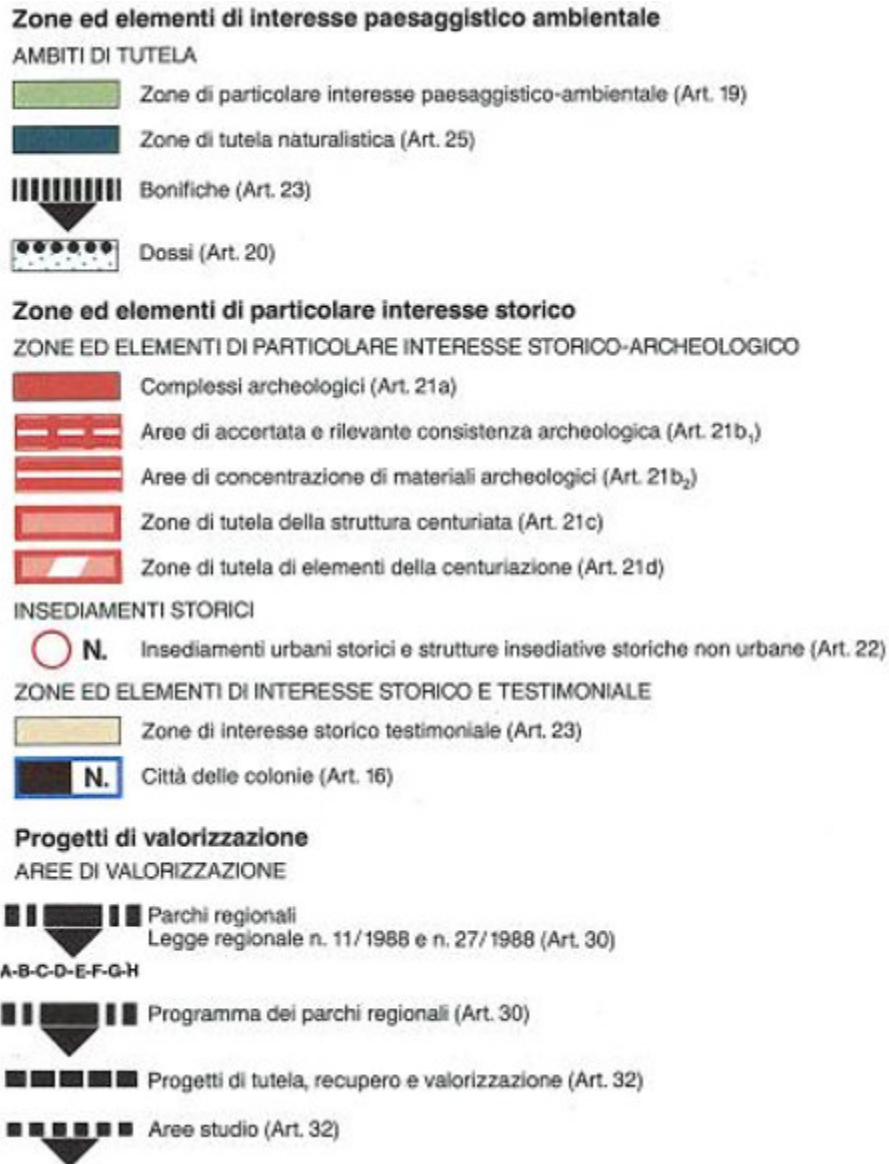 Zone ed elementi di interesse paesaggistico ambientale
AMBITI DI TUTELA
Zone di particolare interesse paesaggistico-ambientale (Art. 19)
Zone di tutela naturalistica (Art. 25)
Bonifiche (Art. 23)
Dossi (Art. 20)
Zone ed elementi di particolare interesse storico
ZONE ED ELEMENTI DI PARTICOLARE INTERESSE STORICO-ARCHEOLOGICO
Complessi archeologici (Art. 21a)
Aree di accertata e rilevante consistenza archeologica (Art. 21b₁)
Aree di concentrazione di materiali archeologici (Art. 21b₂)
Zone di tutela della struttura centuriata (Art. 21c)
Zone di tutela di elementi della centuriazione (Art. 21d)
INSEDIAMENTI STORICI
N. Insediamenti urbani storici e strutture insediative storiche non urbane (Art. 22)
ZONE ED ELEMENTI DI INTERESSE STORICO E TESTIMONIALE
Zone di interesse storico testimoniale (Art. 23)
N. Città delle colonie (Art. 16)
Progetti di valorizzazione
AREE DI VALORIZZAZIONE
Parchi regionali
Legge regionale n. 11/1988 e n. 27/1988 (Art. 30)
A-B-C-D-E-F-G-H
Programma dei parchi regionali (Art. 30)
Progetti di tutela, recupero e valorizzazione (Art. 32)
Aree studio (Art. 32)